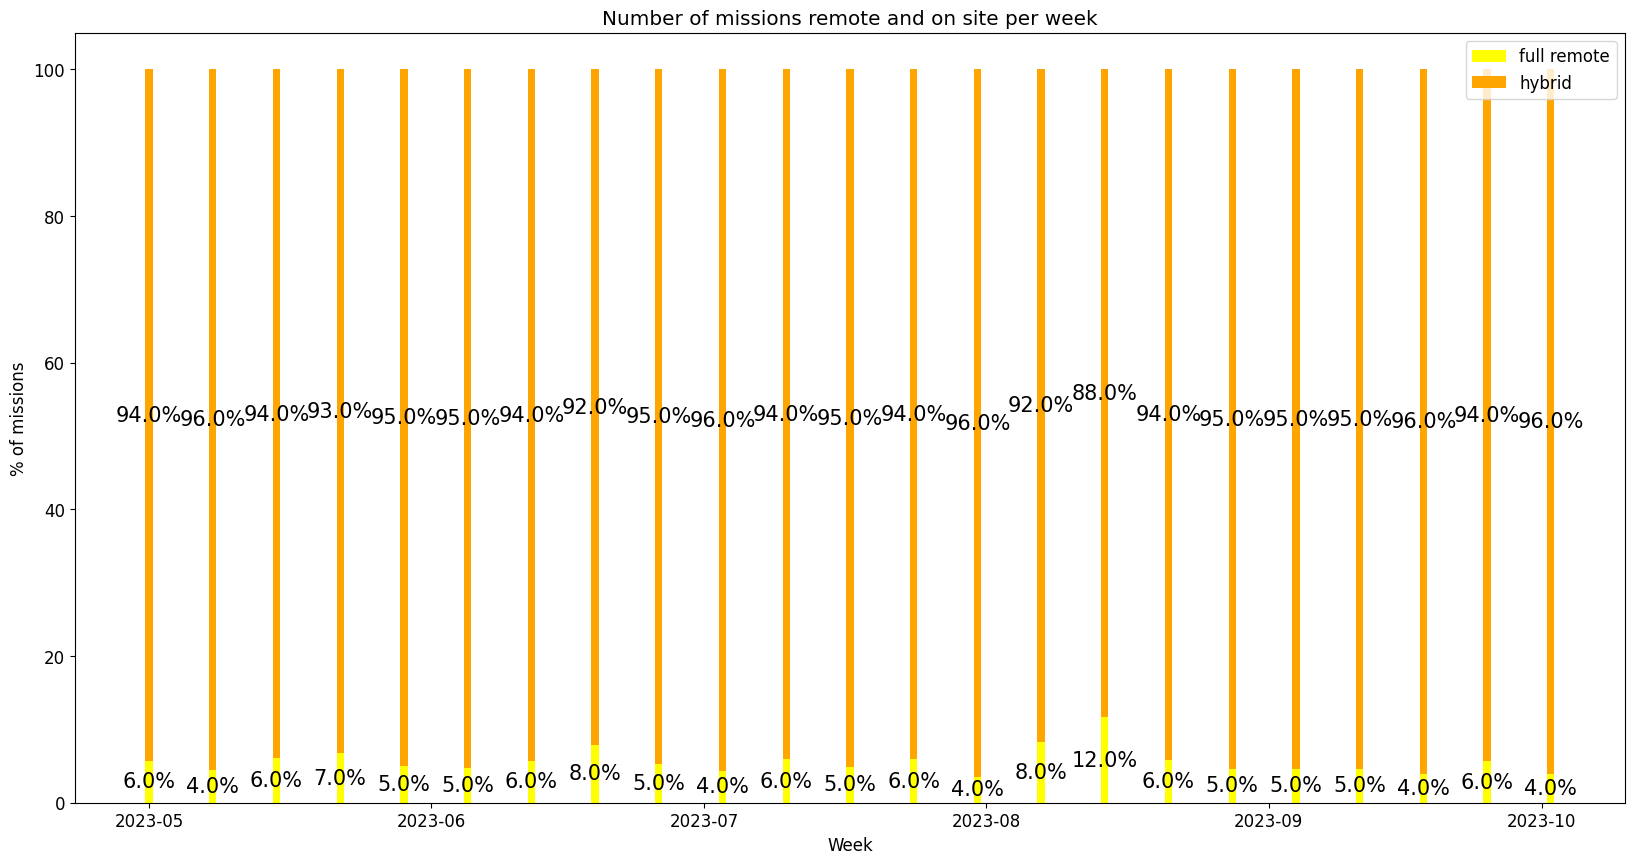 Number of missions remote and on site per week
full remote
hybrid
% of missions
100
80
60
40
20
0
94.0% 96.0% 94.0% 93.0% 95.0% 95.0% 94.0% 92.0% 95.0% 96.0% 94.0% 95.0% 94.0% 96.0% 92.0% 88.0% 94.0% 95.0% 95.0% 95.0% 96.0% 94.0% 96.0%
6.0% 4.0% 6.0% 7.0% 5.0% 5.0% 6.0% 8.0% 5.0% 4.0% 6.0% 5.0% 6.0% 4.0% 8.0% 12.0% 6.0% 5.0% 5.0% 5.0% 4.0% 6.0% 4.0%
2023-05 2023-06 2023-07 2023-08 2023-09 2023-10
Week